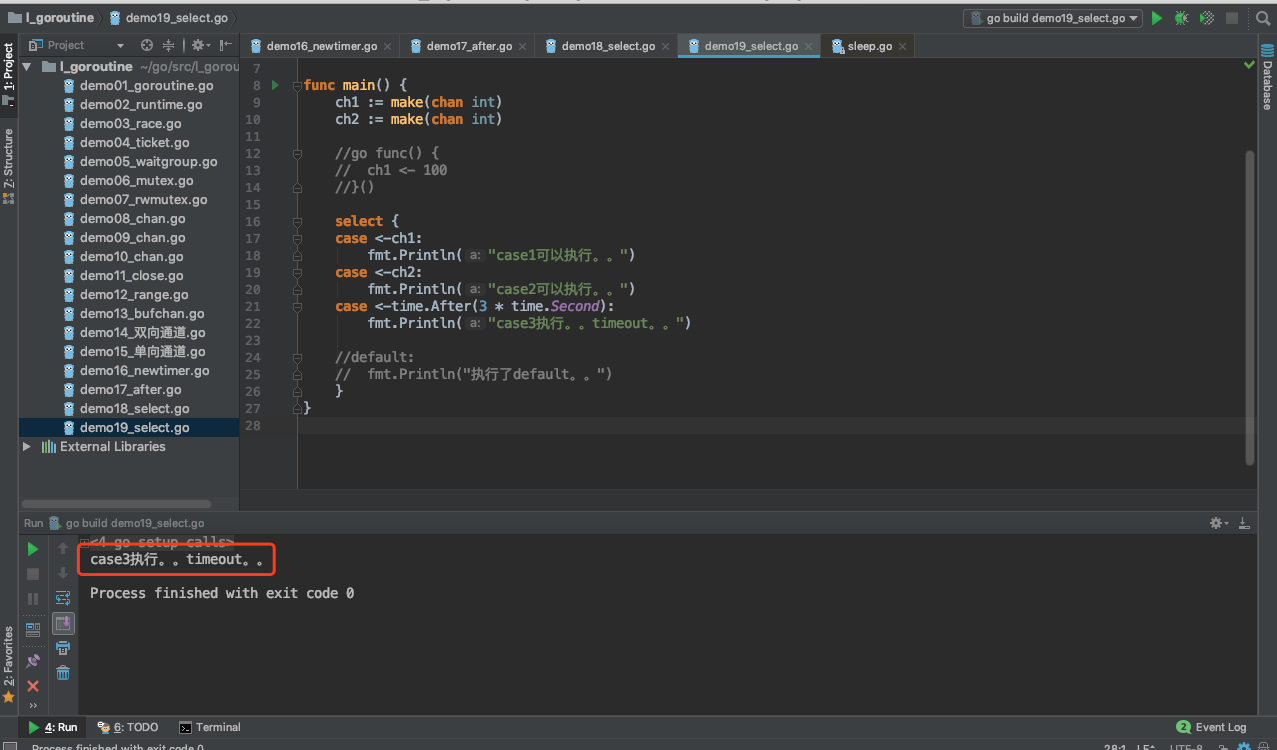 l_goroutine demo19_select.go go build demo19_select.go
1: Project
Z: Structure
2: Favorites
Database
Project
demo16_newtimer.go demo17_after.go demo18_select.go demo19_select.go sleep.go
l_goroutine ~/go/src/l_gorou
demo01_goroutine.go
demo02_runtime.go
demo03_race.go
demo04_ticket.go
demo05_waitgroup.go
demo06_mutex.go
demo07_rwmutex.go
demo08_chan.go
demo09_chan.go
demo10_chan.go
demo11_close.go
demo12_range.go
demo13_bufchan.go
demo14_双向通道.go
demo15_单向通道.go
demo16_newtimer.go
demo17_after.go
demo18_select.go
demo19_select.go
External Libraries
7
8 func main() {
9 ch1 := make(chan int)
10 ch2 := make(chan int)
11
12 //go func() {
13 // ch1 <- 100
14 //}()
15
16 select {
17 case <-ch1:
18 fmt.Println( a: "case1可以执行。。")
19 case <-ch2:
20 fmt.Println( a: "case2可以执行。。")
21 case <-time.After(3 * time.Second):
22 fmt.Println( a: "case3执行。。timeout。。")
23
24 //default:
25 // fmt.Println("执行了default。。")
26 }
27 }
28
Run go build demo19_select.go
<4 go setup calls>
case3执行。。timeout。。
Process finished with exit code 0
4: Run 6: TODO Terminal 2 Event Log
Process finished with exit code 0 28:1 LF UTF-8